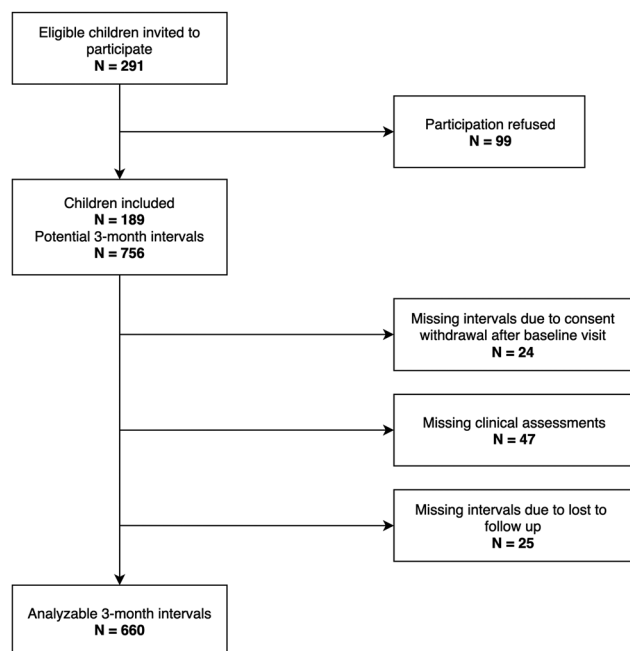 Eligible children invited to
participate
N = 291
Participation refused
N = 99
Children included
N = 189
Potential 3-month intervals
N = 756
Missing intervals due to consent
withdrawal after baseline visit
N = 24
Missing clinical assessments
N = 47
Missing intervals due to lost to
follow up
N = 25
Analyzable 3-month intervals
N = 660